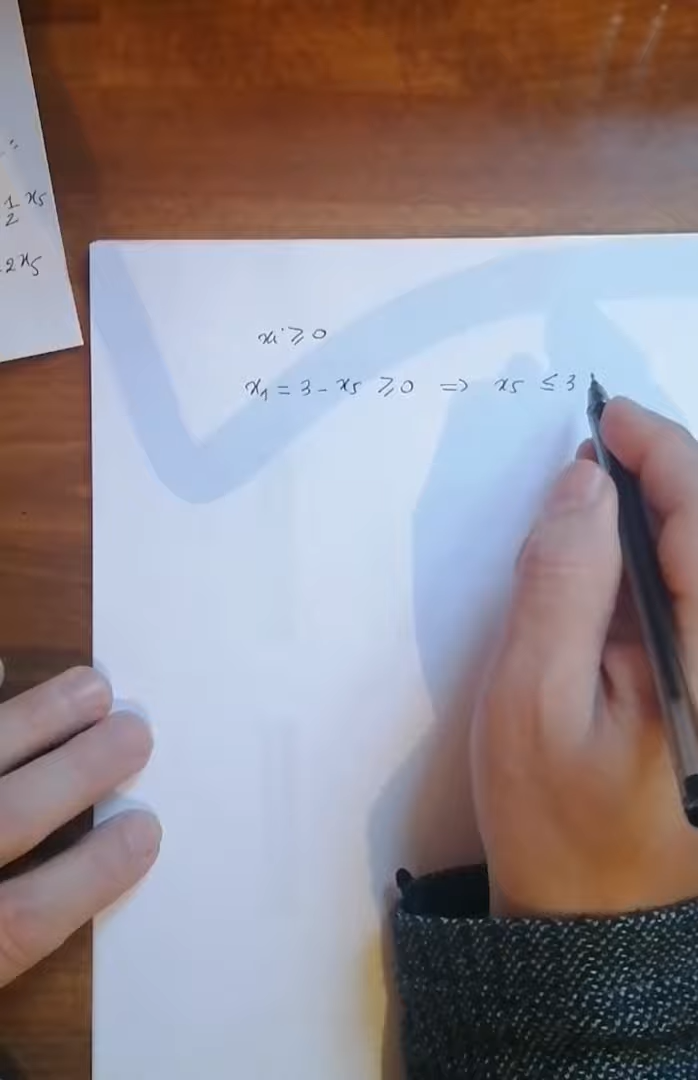 1/2 x₅
2x₅
xᵢ ≥ 0
x₁ = 3 - x₅ ≥ 0 ⇒ x₅ ≤ 3